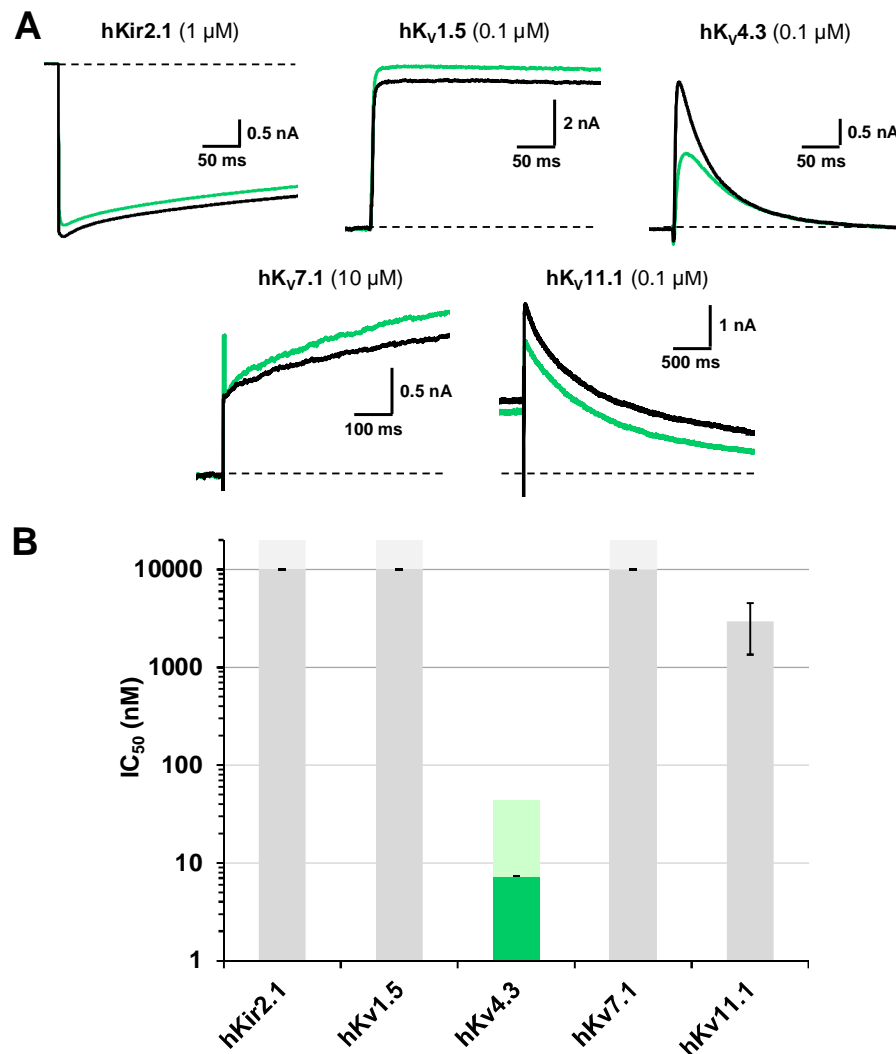 A
hKir2.1 (1 µM)
hKV1.5 (0.1 µM)
hKV4.3 (0.1 µM)
0.5 nA
50 ms
2 nA
50 ms
0.5 nA
50 ms
hKV7.1 (10 µM)
hKV11.1 (0.1 µM)
0.5 nA
100 ms
1 nA
500 ms
B
IC50 (nM)
10000
1000
100
10
1
hKir2.1
hKv1.5
hKv4.3
hKv7.1
hKv11.1